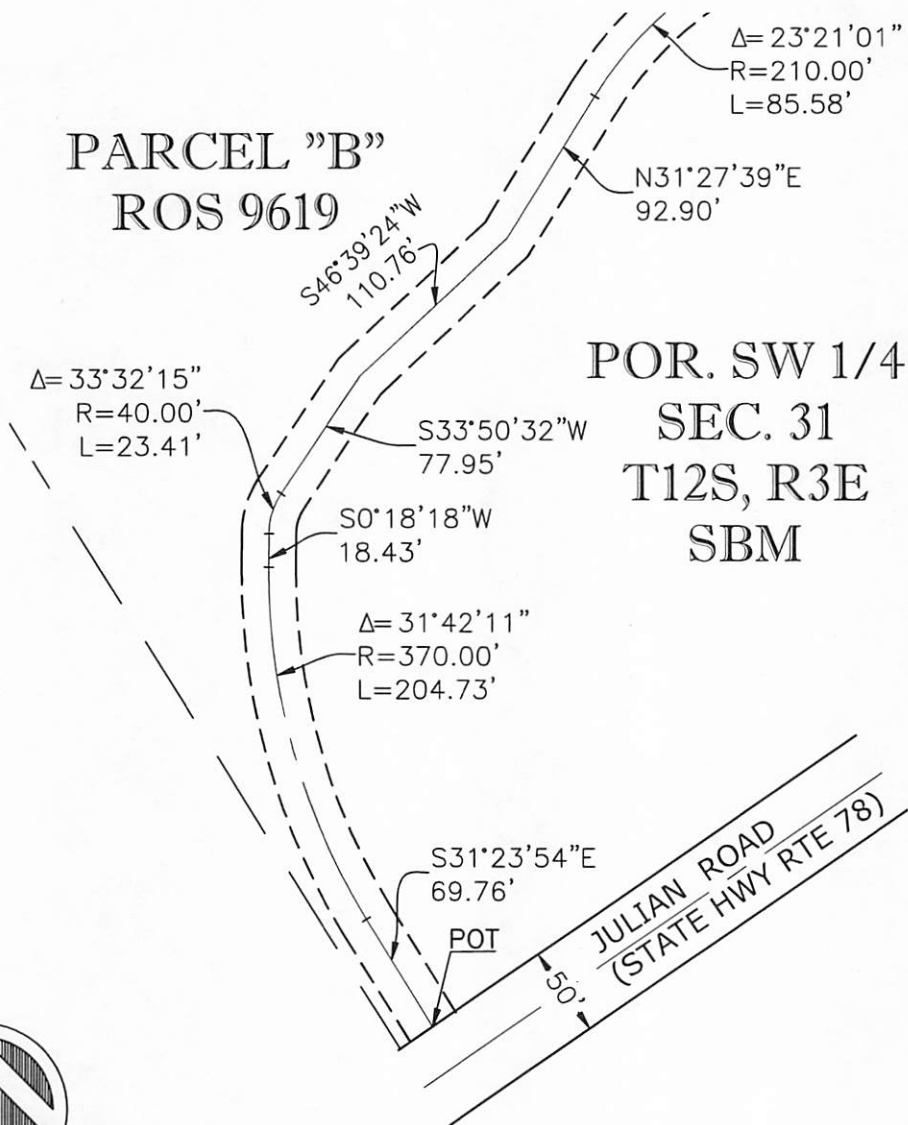 Δ= 23°21'01"
R=210.00'
L=85.58'
PARCEL "B"
ROS 9619
N31°27'39"E
92.90'
S46°39'24"W
110.76'
POR. SW 1/4
SEC. 31
T12S, R3E
SBM
Δ= 33°32'15"
R=40.00'
L=23.41'
S33°50'32"W
77.95'
S0°18'18"W
18.43'
Δ= 31°42'11"
R=370.00'
L=204.73'
S31°23'54"E
69.76'
POT
JULIAN ROAD
(STATE HWY RTE 78)
50'